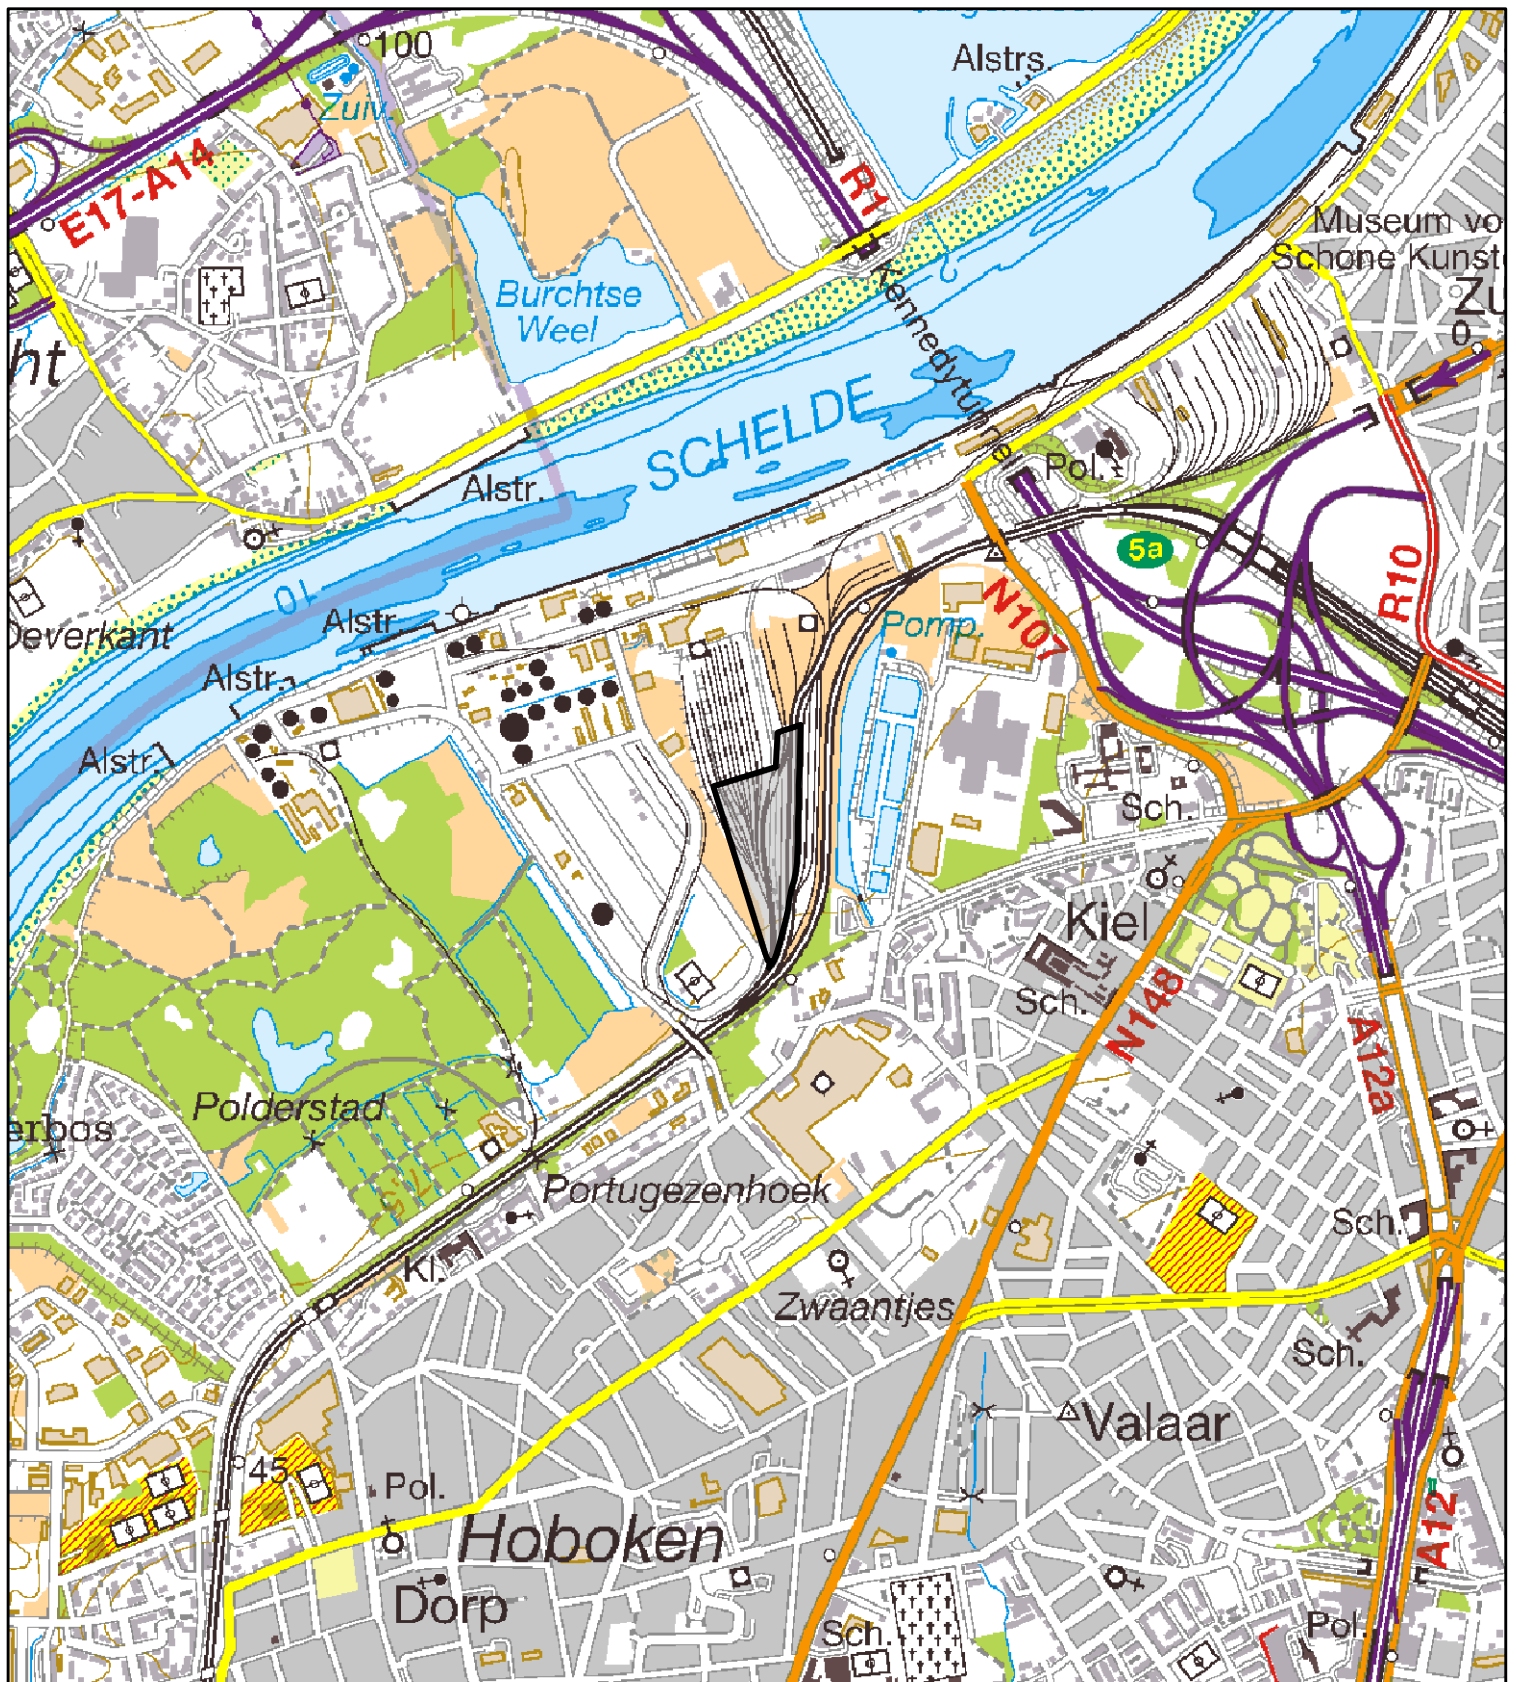 100
Alstrs.
Zuiv.
E17-A14
R1
Museum vo
Schone Kunst
Burchtse
Weel
Kennedytunnel
ht
SCHELDE
Pol.
Alstr.
5a
R10
N107
Alstr.
Pomp.
Alstr.
Alstr.
Sch.
Kiel
Sch.
N148
A12a
Polderstad
erbos
Portugezenhoek
Sch.
Kl.
Zwaantjes
Sch.
Valaar
45
Pol.
Hoboken
A12
Dorp
Sch.
Pol.